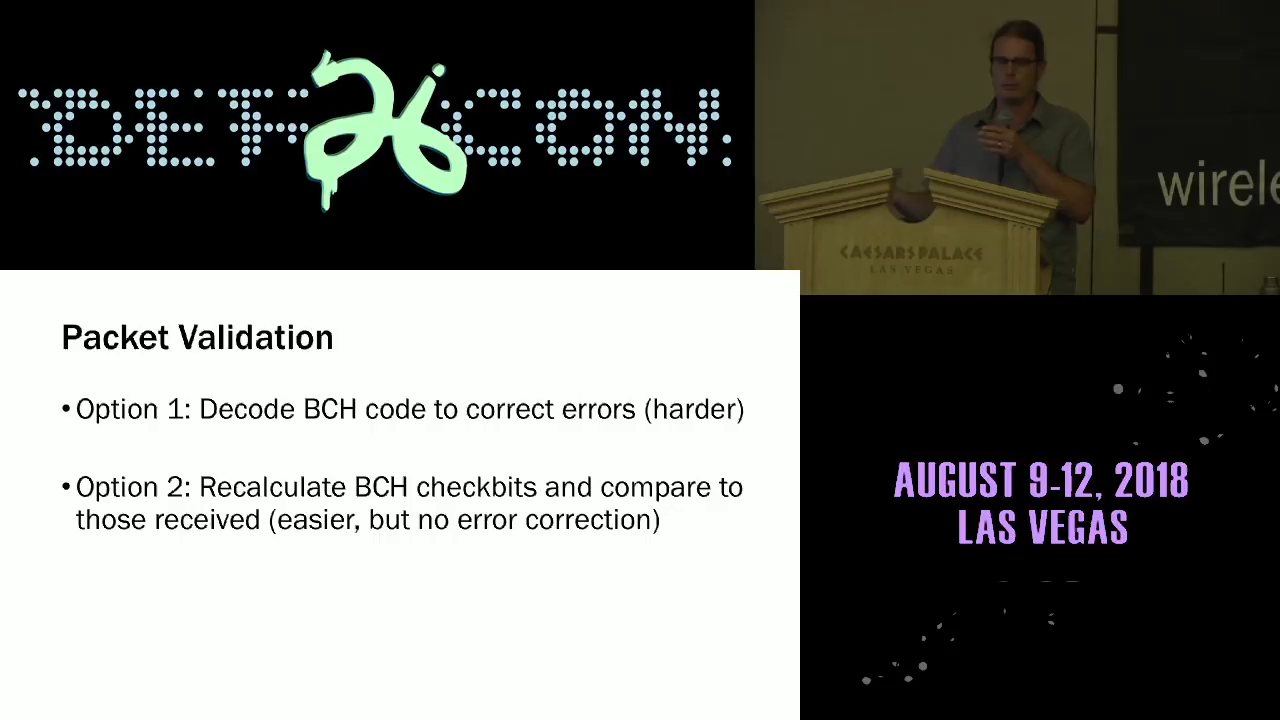 DEF 26 CON
wirele
CAESARS PALACE
LAS VEGAS
Packet Validation
• Option 1: Decode BCH code to correct errors (harder)
• Option 2: Recalculate BCH checkbits and compare to
those received (easier, but no error correction)
AUGUST 9-12, 2018
LAS VEGAS